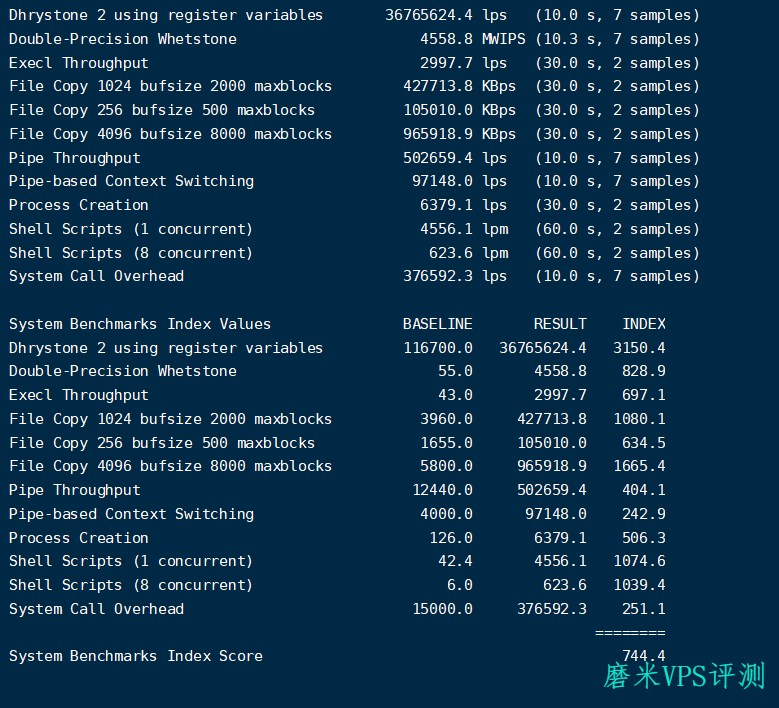 Dhrystone 2 using register variables 36765624.4 lps (10.0 s, 7 samples)
Double-Precision Whetstone 4558.8 MWIPS (10.3 s, 7 samples)
Execl Throughput 2997.7 lps (30.0 s, 2 samples)
File Copy 1024 bufsize 2000 maxblocks 427713.8 KBps (30.0 s, 2 samples)
File Copy 256 bufsize 500 maxblocks 105010.0 KBps (30.0 s, 2 samples)
File Copy 4096 bufsize 8000 maxblocks 965918.9 KBps (30.0 s, 2 samples)
Pipe Throughput 502659.4 lps (10.0 s, 7 samples)
Pipe-based Context Switching 97148.0 lps (10.0 s, 7 samples)
Process Creation 6379.1 lps (30.0 s, 2 samples)
Shell Scripts (1 concurrent) 4556.1 lpm (60.0 s, 2 samples)
Shell Scripts (8 concurrent) 623.6 lpm (60.0 s, 2 samples)
System Call Overhead 376592.3 lps (10.0 s, 7 samples)
System Benchmarks Index Values BASELINE RESULT INDEX
Dhrystone 2 using register variables 116700.0 36765624.4 3150.4
Double-Precision Whetstone 55.0 4558.8 828.9
Execl Throughput 43.0 2997.7 697.1
File Copy 1024 bufsize 2000 maxblocks 3960.0 427713.8 1080.1
File Copy 256 bufsize 500 maxblocks 1655.0 105010.0 634.5
File Copy 4096 bufsize 8000 maxblocks 5800.0 965918.9 1665.4
Pipe Throughput 12440.0 502659.4 404.1
Pipe-based Context Switching 4000.0 97148.0 242.9
Process Creation 126.0 6379.1 506.3
Shell Scripts (1 concurrent) 42.4 4556.1 1074.6
Shell Scripts (8 concurrent) 6.0 623.6 1039.4
System Call Overhead 15000.0 376592.3 251.1
========
System Benchmarks Index Score 744.4
磨米VPS评测